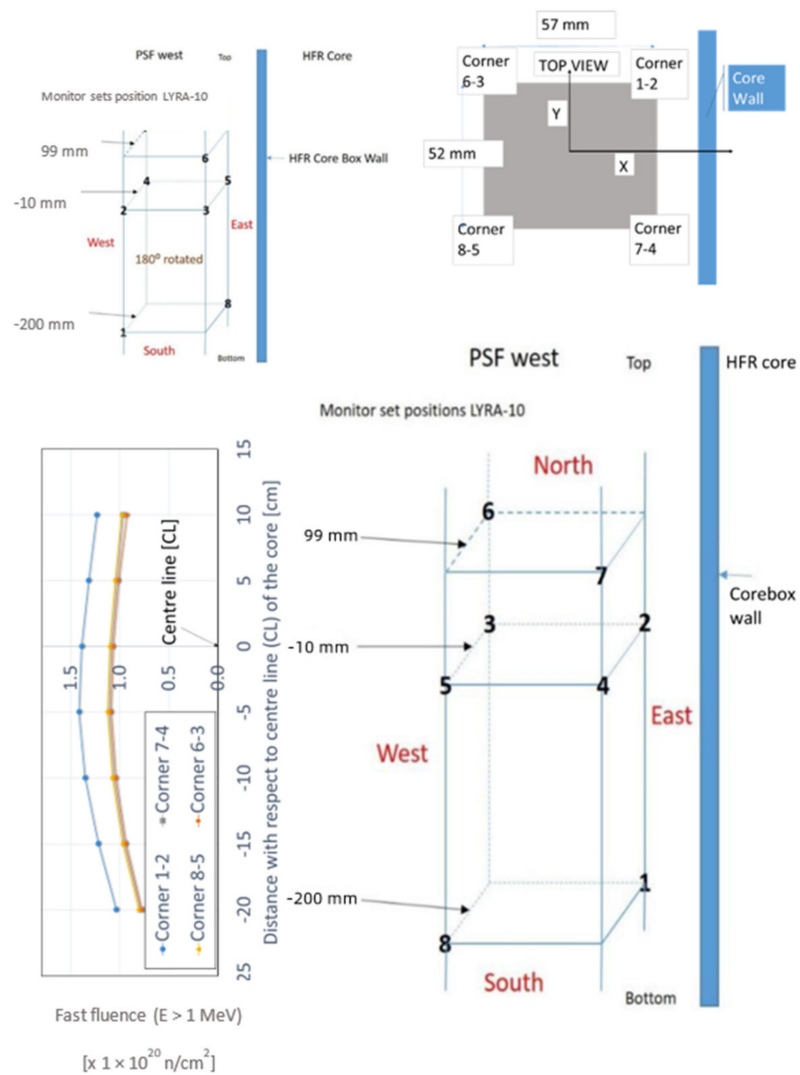 PSF west
Top
HFR Core
Monitor sets position LYRA-10
99 mm
6
HFR Core Box Wall
4
5
-10 mm
2
3
East
West
180⁰ rotated
-200 mm
8
1
South
Bottom
57 mm
Corner
6-3
TOP VIEW
Corner
1-2
Core
Wall
Y
52 mm
X
Corner
8-5
Corner
7-4
PSF west
Top
HFR core
Monitor set positions LYRA-10
North
6
99 mm
7
Corebox
wall
3
2
-10 mm
5
4
East
West
1
-200 mm
8
South
Bottom
15
10
5
0
-5
-10
-15
-20
25
Distance with respect to centre line (CL) of the core [cm]
Centre line [CL]
1.5
1.0
0.5
0.0
Corner 1-2
Corner 7-4
Corner 8-5
Corner 6-3
Fast fluence (E > 1 MeV)
[x 1 × 10²⁰ n/cm²]